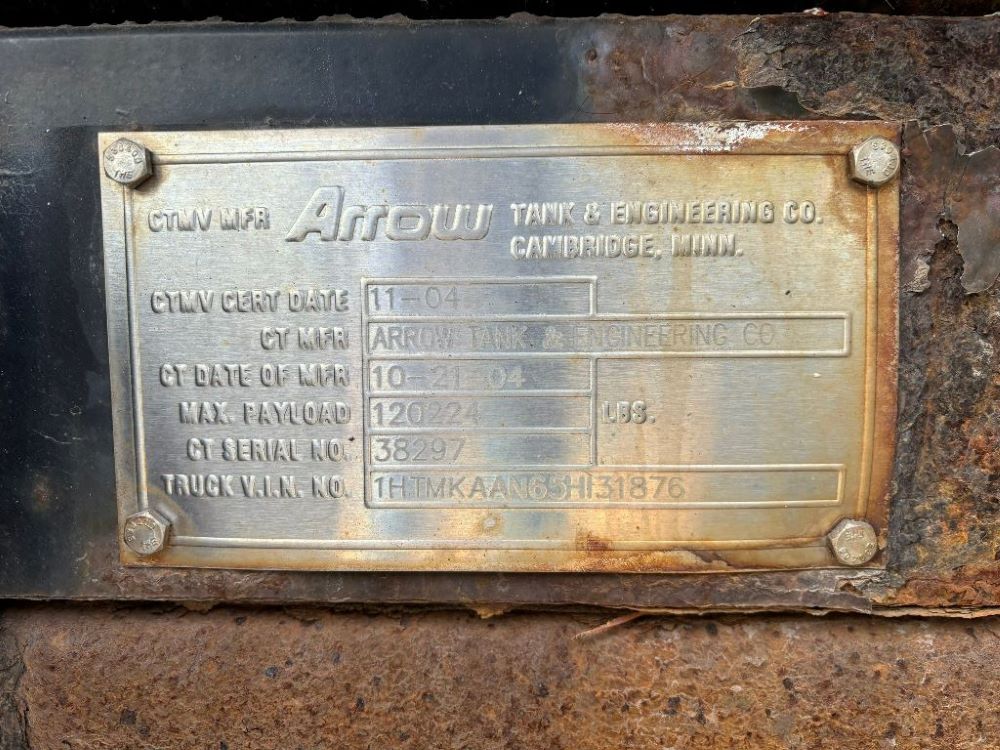 CTMV MFR Arrow TANK & ENGINEERING CO.
CAMBRIDGE, MINN.
CTMV CERT DATE 11-04
CT MFR ARROW TANK & ENGINEERING CO
CT DATE OF MFR 10-21-04
MAX. PAYLOAD 120224 LBS.
CT SERIAL NO. 38297
TRUCK V.I.N. NO. 1HTMKAAN65H131876